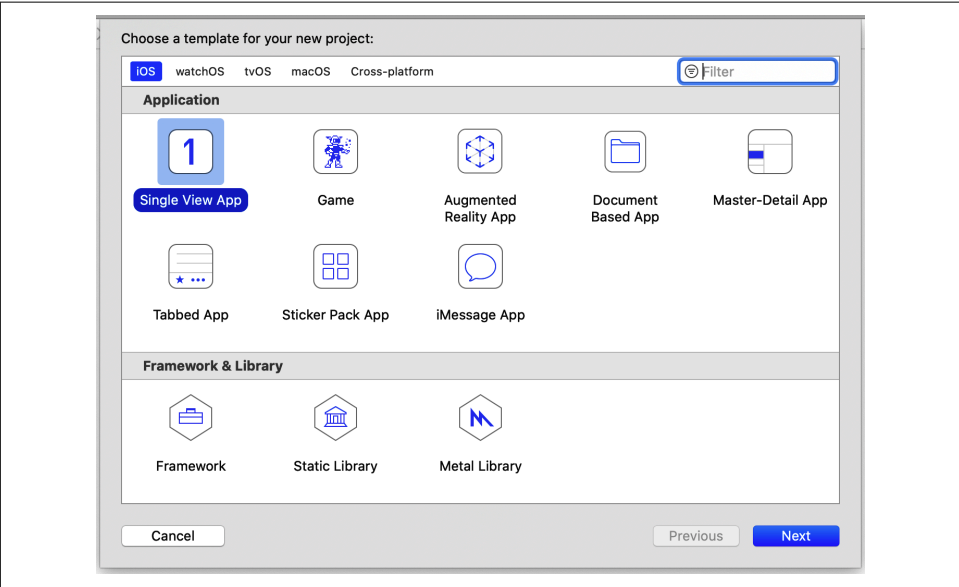 Choose a template for your new project:
iOS watchOS tvOS macOS Cross-platform Filter
Application
1
Single View App Game Augmented Reality App Document Based App Master-Detail App
Tabbed App Sticker Pack App iMessage App
Framework & Library
Framework Static Library Metal Library
Cancel Previous Next